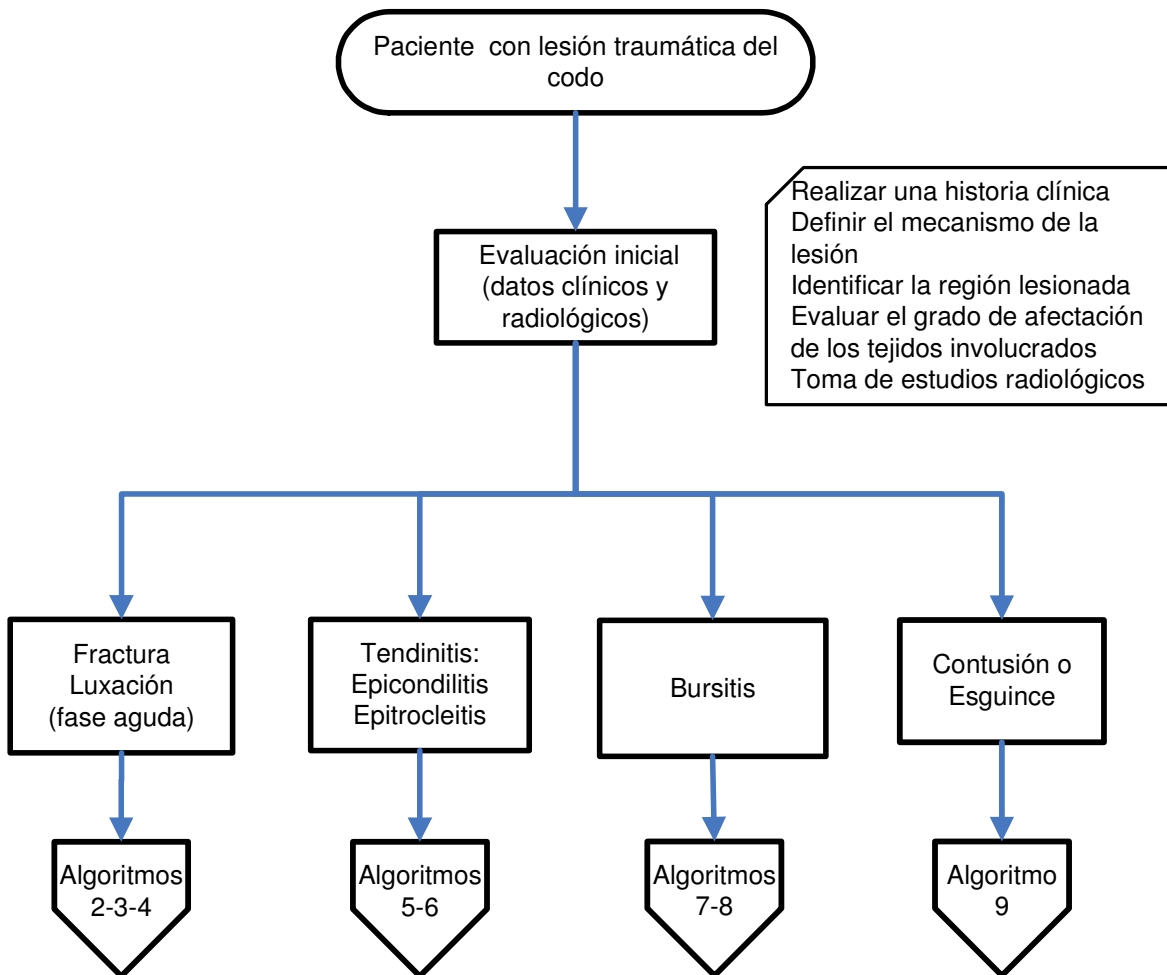 Paciente con lesión traumática del
codo
Realizar una historia clínica
Definir el mecanismo de la
lesión
Identificar la región lesionada
Evaluar el grado de afectación
de los tejidos involucrados
Toma de estudios radiológicos
Evaluación inicial
(datos clínicos y
radiológicos)
Fractura
Luxación
(fase aguda)
Tendinitis:
Epicondilitis
Epitrocleitis
Bursitis
Contusión o
Esguince
Algoritmos
2-3-4
Algoritmos
5-6
Algoritmos
7-8
Algoritmo
9